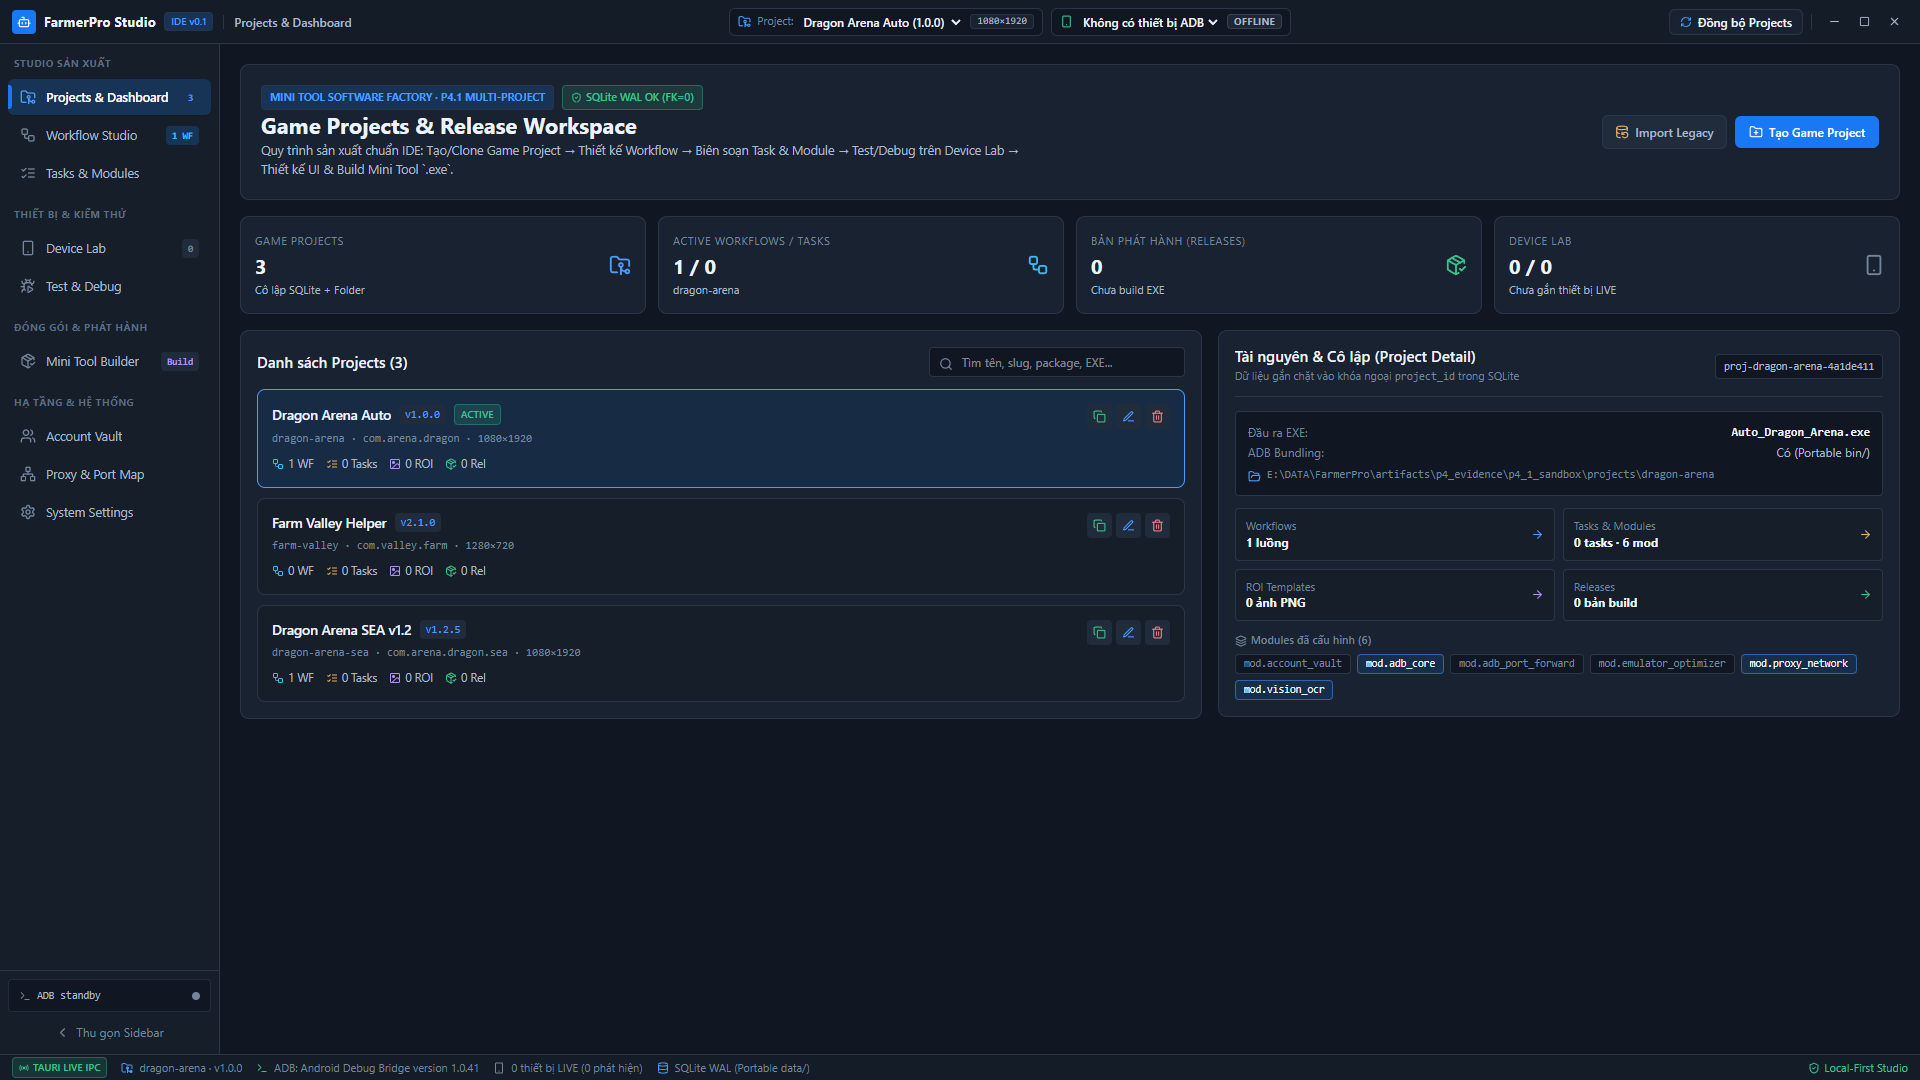 FarmerPro Studio IDE v0.1 Projects & Dashboard
Project: Dragon Arena Auto (1.0.0) 1080×1920
Không có thiết bị ADB OFFLINE
Đồng bộ Projects
STUDIO SẢN XUẤT
Projects & Dashboard 3
Workflow Studio 1 WF
Tasks & Modules
THIẾT BỊ & KIỂM THỬ
Device Lab 0
Test & Debug
ĐÓNG GÓI & PHÁT HÀNH
Mini Tool Builder Build
HẠ TẦNG & HỆ THỐNG
Account Vault
Proxy & Port Map
System Settings
ADB standby
Thu gọn Sidebar
MINI TOOL SOFTWARE FACTORY · P4.1 MULTI-PROJECT SQLite WAL OK (FK=0)
Game Projects & Release Workspace
Quy trình sản xuất chuẩn IDE: Tạo/Clone Game Project → Thiết kế Workflow → Biên soạn Task & Module → Test/Debug trên Device Lab →
Thiết kế UI & Build Mini Tool `.exe`.
Import Legacy
Tạo Game Project
GAME PROJECTS
3
Cô lập SQLite + Folder
ACTIVE WORKFLOWS / TASKS
1 / 0
dragon-arena
BẢN PHÁT HÀNH (RELEASES)
0
Chưa build EXE
DEVICE LAB
0 / 0
Chưa gắn thiết bị LIVE
Danh sách Projects (3)
Tìm tên, slug, package, EXE...
Dragon Arena Auto v1.0.0 ACTIVE
dragon-arena · com.arena.dragon · 1080×1920
1 WF 0 Tasks 0 ROI 0 Rel
Farm Valley Helper v2.1.0
farm-valley · com.valley.farm · 1280×720
0 WF 0 Tasks 0 ROI 0 Rel
Dragon Arena SEA v1.2 v1.2.5
dragon-arena-sea · com.arena.dragon.sea · 1080×1920
1 WF 0 Tasks 0 ROI 0 Rel
Tài nguyên & Cô lập (Project Detail)
Dữ liệu gắn chặt vào khóa ngoại project_id trong SQLite
proj-dragon-arena-4a1de411
Đầu ra EXE: Auto_Dragon_Arena.exe
ADB Bundling: Có (Portable bin/)
E:\DATA\FarmerPro\artifacts\p4_evidence\p4_1_sandbox\projects\dragon-arena
Workflows
1 luồng
Tasks & Modules
0 tasks · 6 mod
ROI Templates
0 ảnh PNG
Releases
0 bản build
Modules đã cấu hình (6)
mod.account_vault mod.adb_core mod.adb_port_forward mod.emulator_optimizer mod.proxy_network
mod.vision_ocr
TAURI LIVE IPC dragon-arena · v1.0.0 ADB: Android Debug Bridge version 1.0.41 0 thiết bị LIVE (0 phát hiện) SQLite WAL (Portable data/) Local-First Studio